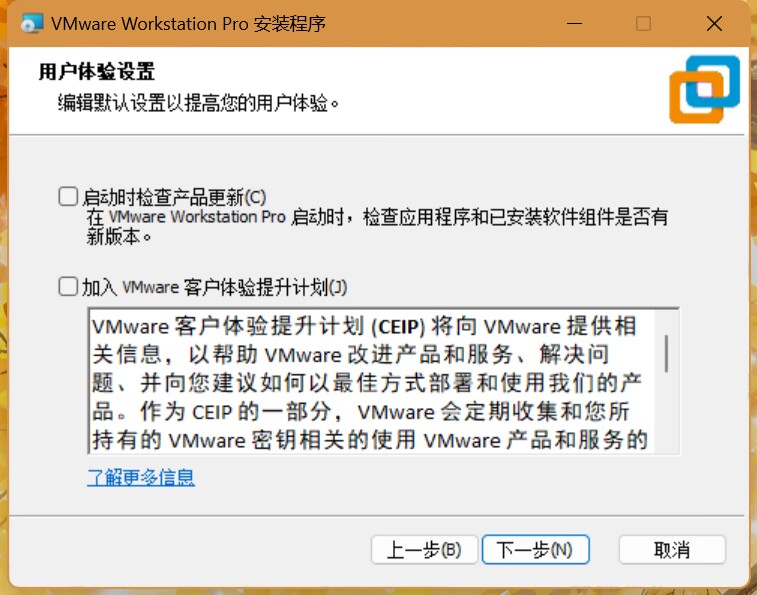 VMware Workstation Pro 安装程序
用户体验设置
编辑默认设置以提高您的用户体验。
启动时检查产品更新(C)
在 VMware Workstation Pro 启动时，检查应用程序和已安装软件组件是否有
新版本。
加入 VMware 客户体验提升计划(J)
VMware 客户体验提升计划 (CEIP) 将向 VMware 提供相
关信息，以帮助 VMware 改进产品和服务、解决问
题、并向您建议如何以最佳方式部署和使用我们的产
品。作为 CEIP 的一部分，VMware 会定期收集和您所
持有的 VMware 密钥相关的使用 VMware 产品和服务的
了解更多信息
上一步(B) 下一步(N) 取消